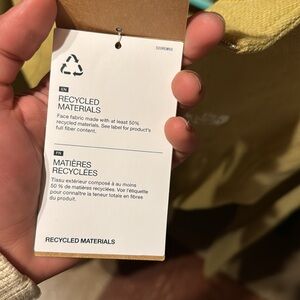 EN
RECYCLED
MATERIALS
Face fabric made with at least 50%
recycled materials. See label for product's
full fiber content.
FR
MATIÈRES
RECYCLÉES
Tissu extérieur composé à au moins
50 % de matières recyclées. Voir l'étiquette
pour connaître la teneur totale en fibres
du produit.
RECYCLED MATERIALS